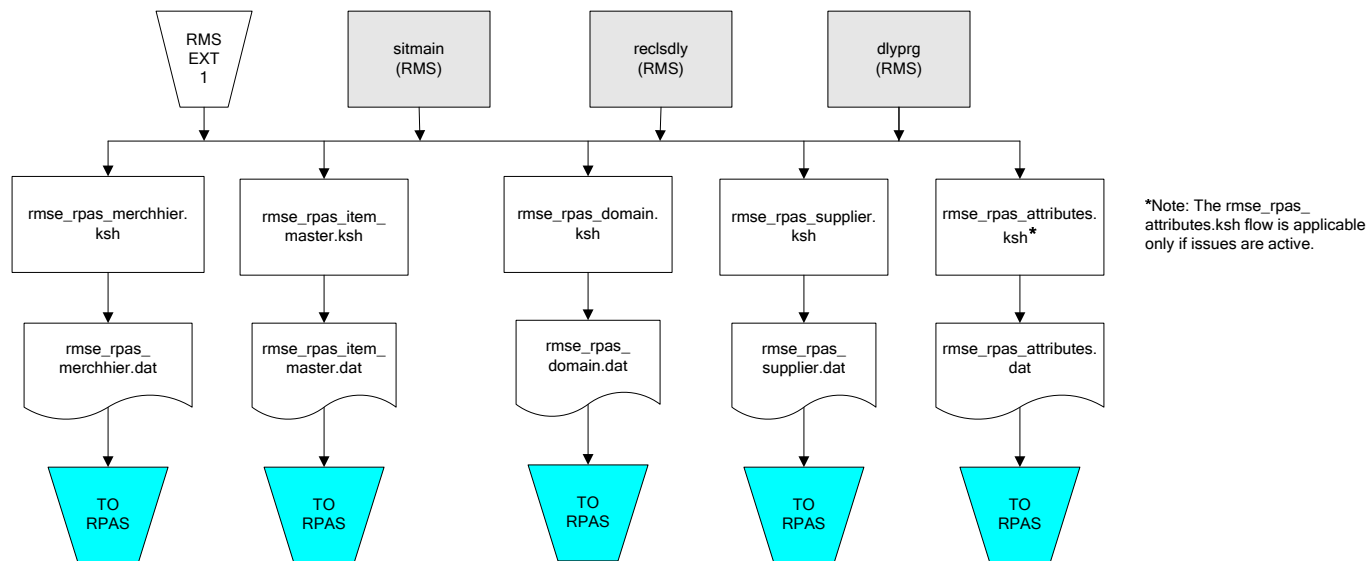 RMS
EXT
1
sitmain
(RMS)
reclsdly
(RMS)
dlyprg
(RMS)
rmse_rpas_merchhier.
ksh
rmse_rpas_item_
master.ksh
rmse_rpas_domain.
ksh
rmse_rpas_supplier.
ksh
rmse_rpas_attributes.
ksh*
*Note: The rmse_rpas_
attributes.ksh flow is applicable
only if issues are active.
rmse_rpas_
merchhier.dat
rmse_rpas_item_
master.dat
rmse_rpas_
domain.dat
rmse_rpas_
supplier.dat
rmse_rpas_attributes.
dat
TO
RPAS
TO
RPAS
TO
RPAS
TO
RPAS
TO
RPAS